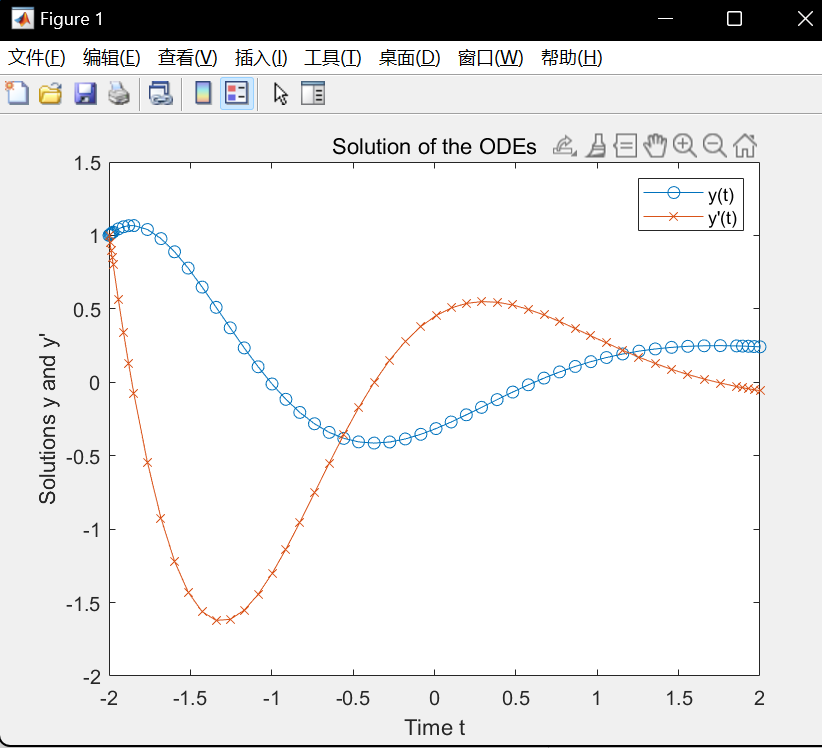 Figure 1
文件(F) 编辑(E) 查看(V) 插入(I) 工具(T) 桌面(D) 窗口(W) 帮助(H)
Solution of the ODEs
y(t)
y'(t)
1.5
1
0.5
0
-0.5
-1
-1.5
-2
Solutions y and y'
-2 -1.5 -1 -0.5 0 0.5 1 1.5 2
Time t